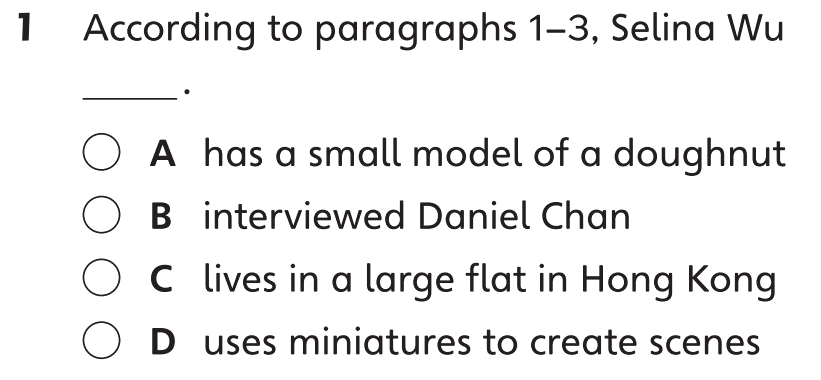 1 According to paragraphs 1–3, Selina Wu
______.
A has a small model of a doughnut
B interviewed Daniel Chan
C lives in a large flat in Hong Kong
D uses miniatures to create scenes